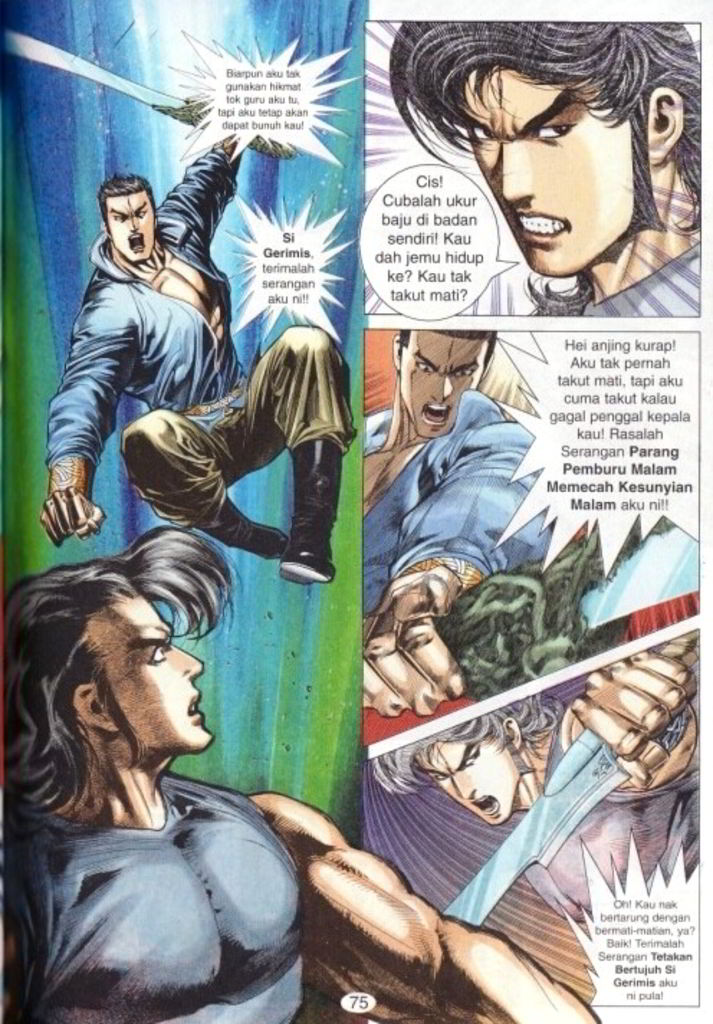 Biarpun aku tak
gunakan hikmat
tok guru aku tu,
tapi aku tetap akan
dapat bunuh kau!
Si
Gerimis,
terimalah
serangan
aku ni!!
Cis!
Cubalah ukur
baju di badan
sendiri! Kau
dah jemu hidup
ke? Kau tak
takut mati?
Hei anjing kurap!
Aku tak pernah
takut mati, tapi aku
cuma takut kalau
gagal penggal kepala
kau! Rasalah
Serangan Parang
Pemburu Malam
Memecah Kesunyian
Malam aku ni!!
Oh! Kau nak
bertarung dengan
bermati-matian, ya?
Baik! Terimalah
Serangan Tetakan
Bertujuh Si
Gerimis aku
ni pula!
75